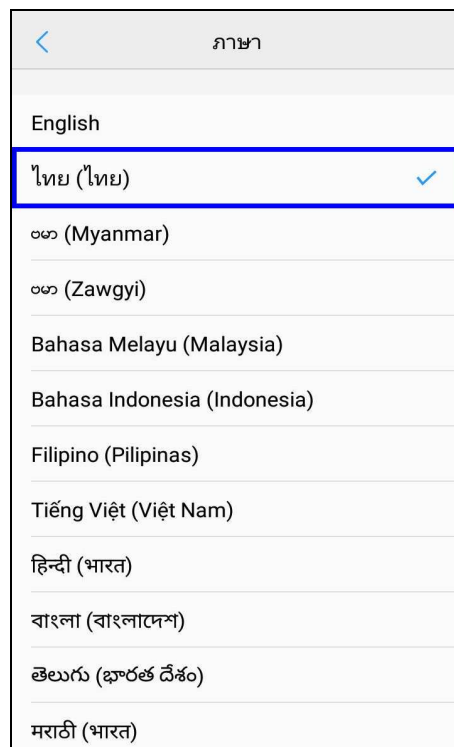 ภาษา
English
ไทย (ไทย)
ဗမာ (Myanmar)
ဗမာ (Zawgyi)
Bahasa Melayu (Malaysia)
Bahasa Indonesia (Indonesia)
Filipino (Pilipinas)
Tiếng Việt (Việt Nam)
हिन्दी (भारत)
বাংলা (বাংলাদেশ)
తెలుగు (భారత దేశం)
मराठी (भारत)